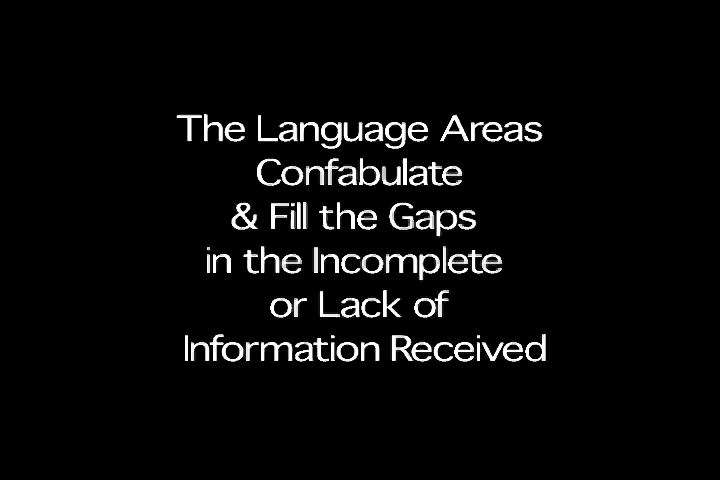 The Language Areas
Confabulate
& Fill the Gaps
in the Incomplete
or Lack of
Information Received